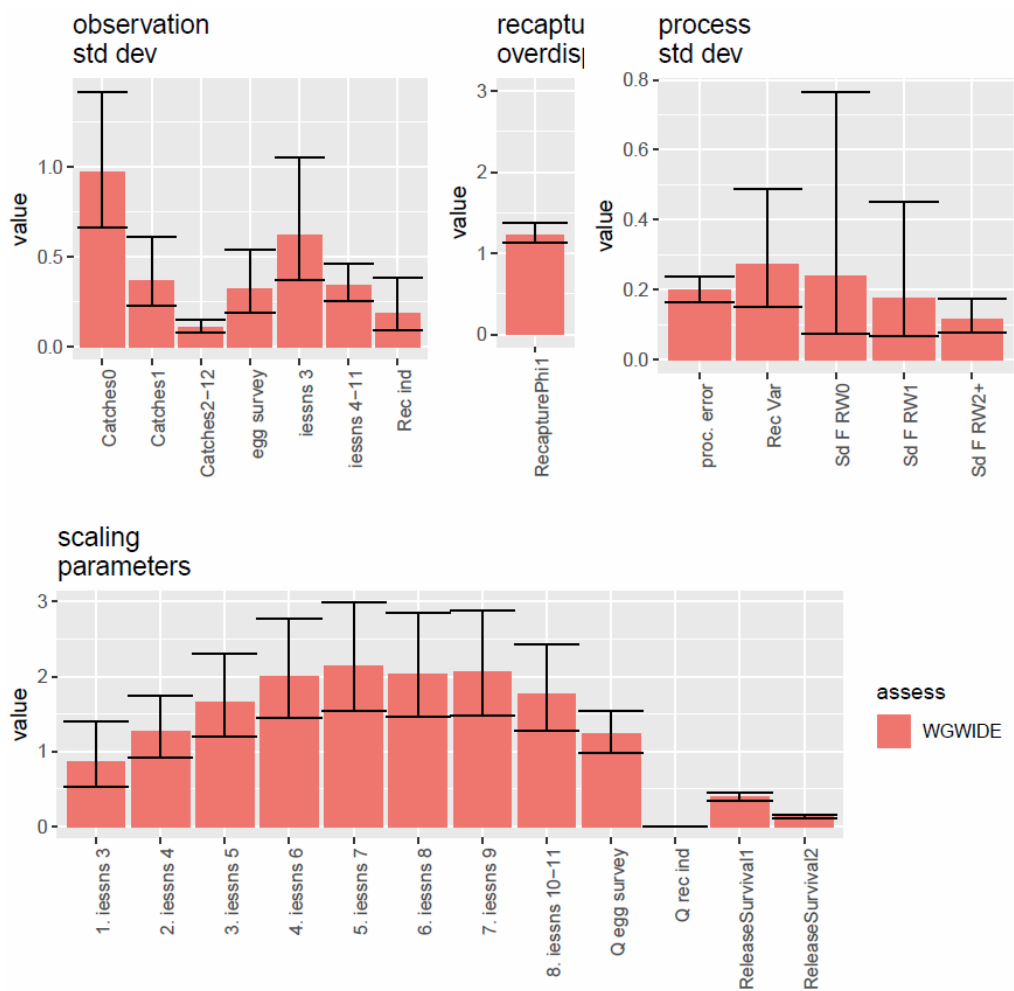 observation
std dev
value
1.0
0.5
0.0
Catches0
Catches1
Catches2−12
egg survey
iessns 3
iessns 4−11
Rec ind
recaptu
overdisp
value
3
2
1
0
RecapturePhi1
process
std dev
value
0.8
0.6
0.4
0.2
0.0
proc. error
Rec Var
Sd F RW0
Sd F RW1
Sd F RW2+
scaling
parameters
value
3
2
1
0
1. iessns 3
2. iessns 4
3. iessns 5
4. iessns 6
5. iessns 7
6. iessns 8
7. iessns 9
8. iessns 10−11
Q egg survey
Q rec ind
ReleaseSurvival1
ReleaseSurvival2
assess
WGWIDE